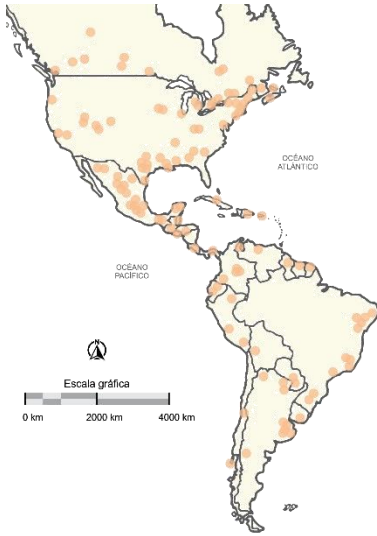 OCÉANO
ATLÁNTICO
OCÉANO
PACÍFICO
Escala gráfica
0 km
2000 km
4000 km